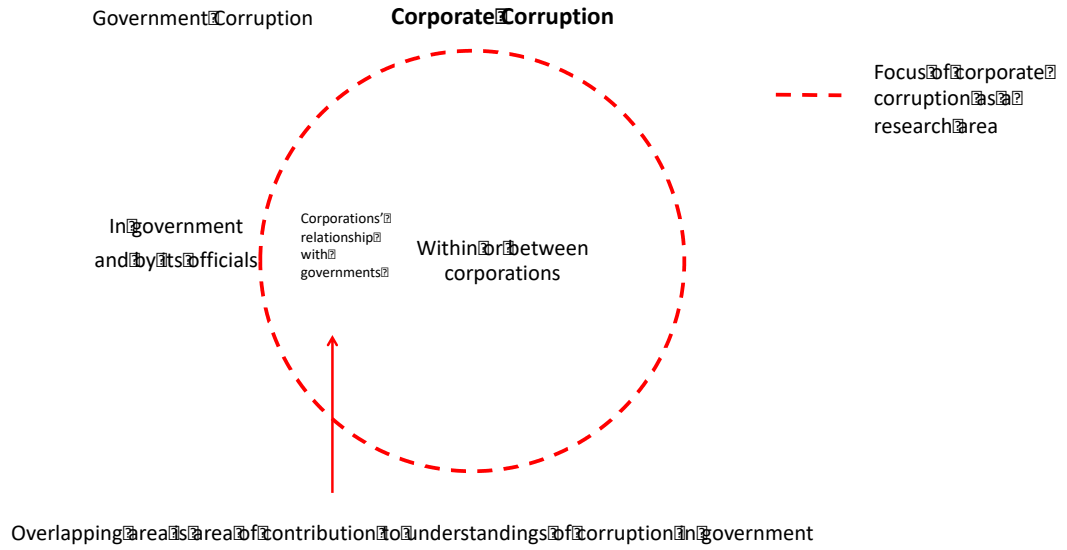 Government Corruption
Corporate Corruption
Focus of corporate
corruption as a
research area
In government
and by its officials
Corporations’
relationship
with
governments
Within or between
corporations
Overlapping area is area of contribution to understandings of corruption in government